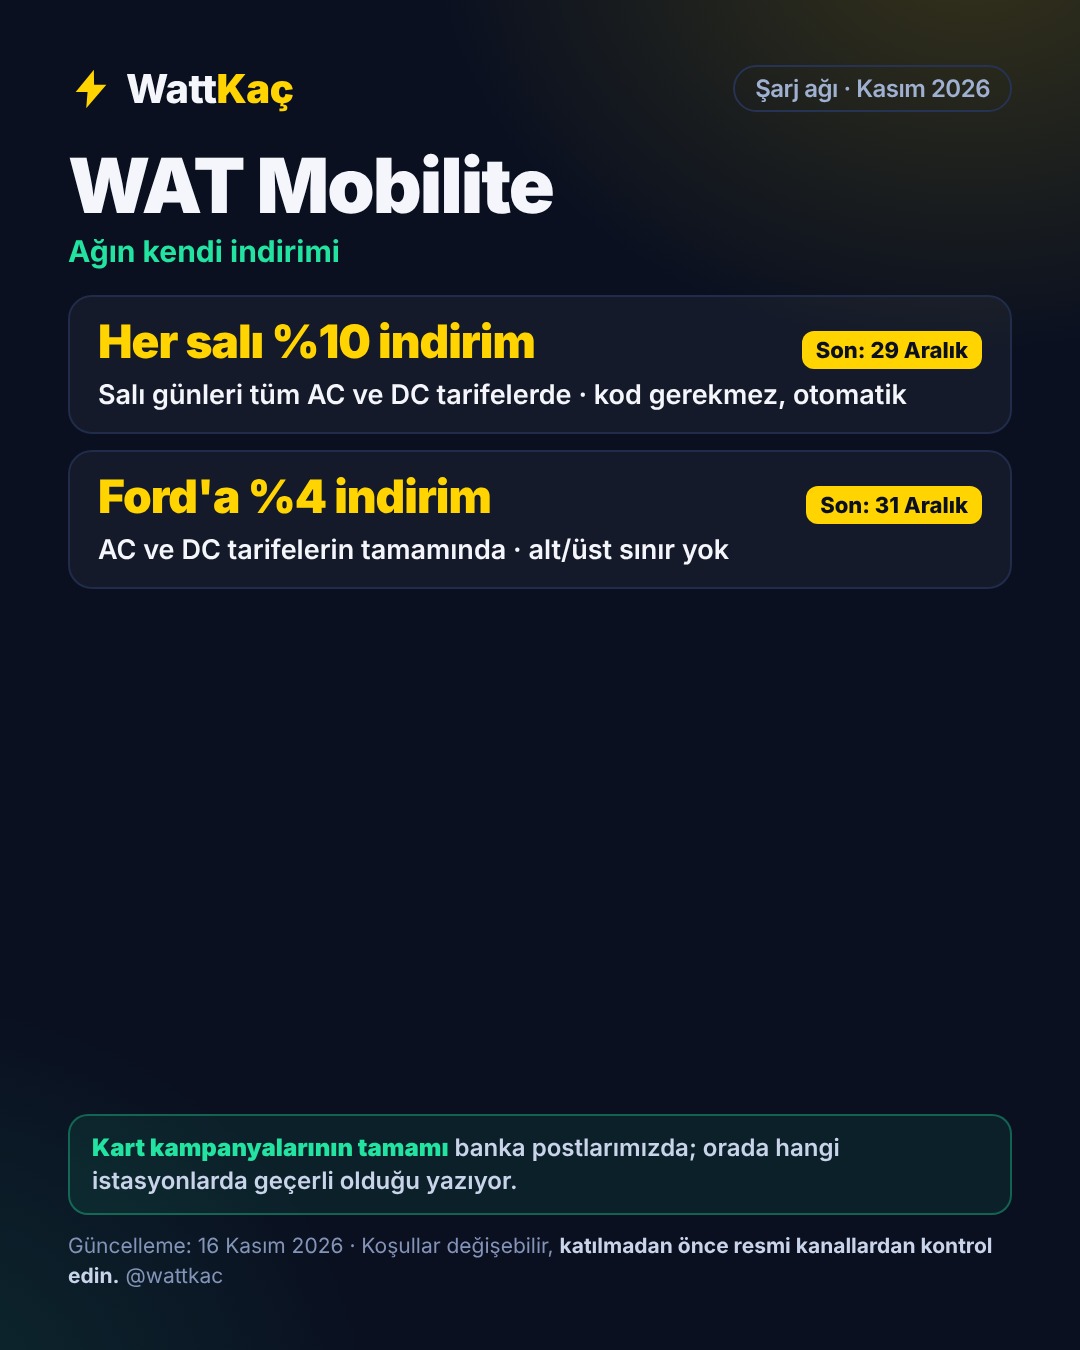 WattKaç
Şarj ağı · Kasım 2026
WAT Mobilite
Ağın kendi indirimi
Her salı %10 indirim
Son: 29 Aralık
Salı günleri tüm AC ve DC tarifelerde · kod gerekmez, otomatik
Ford'a %4 indirim
Son: 31 Aralık
AC ve DC tarifelerin tamamında · alt/üst sınır yok
Kart kampanyalarının tamamı banka postlarımızda; orada hangi
istasyonlarda geçerli olduğu yazıyor.
Güncelleme: 16 Kasım 2026 · Koşullar değişebilir, katılmadan önce resmi kanallardan kontrol
edin. @wattkac